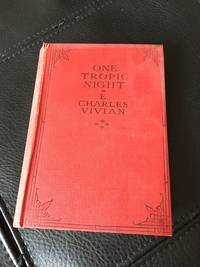 ONE
TROPIC
NIGHT
E.
CHARLES
VIVIAN